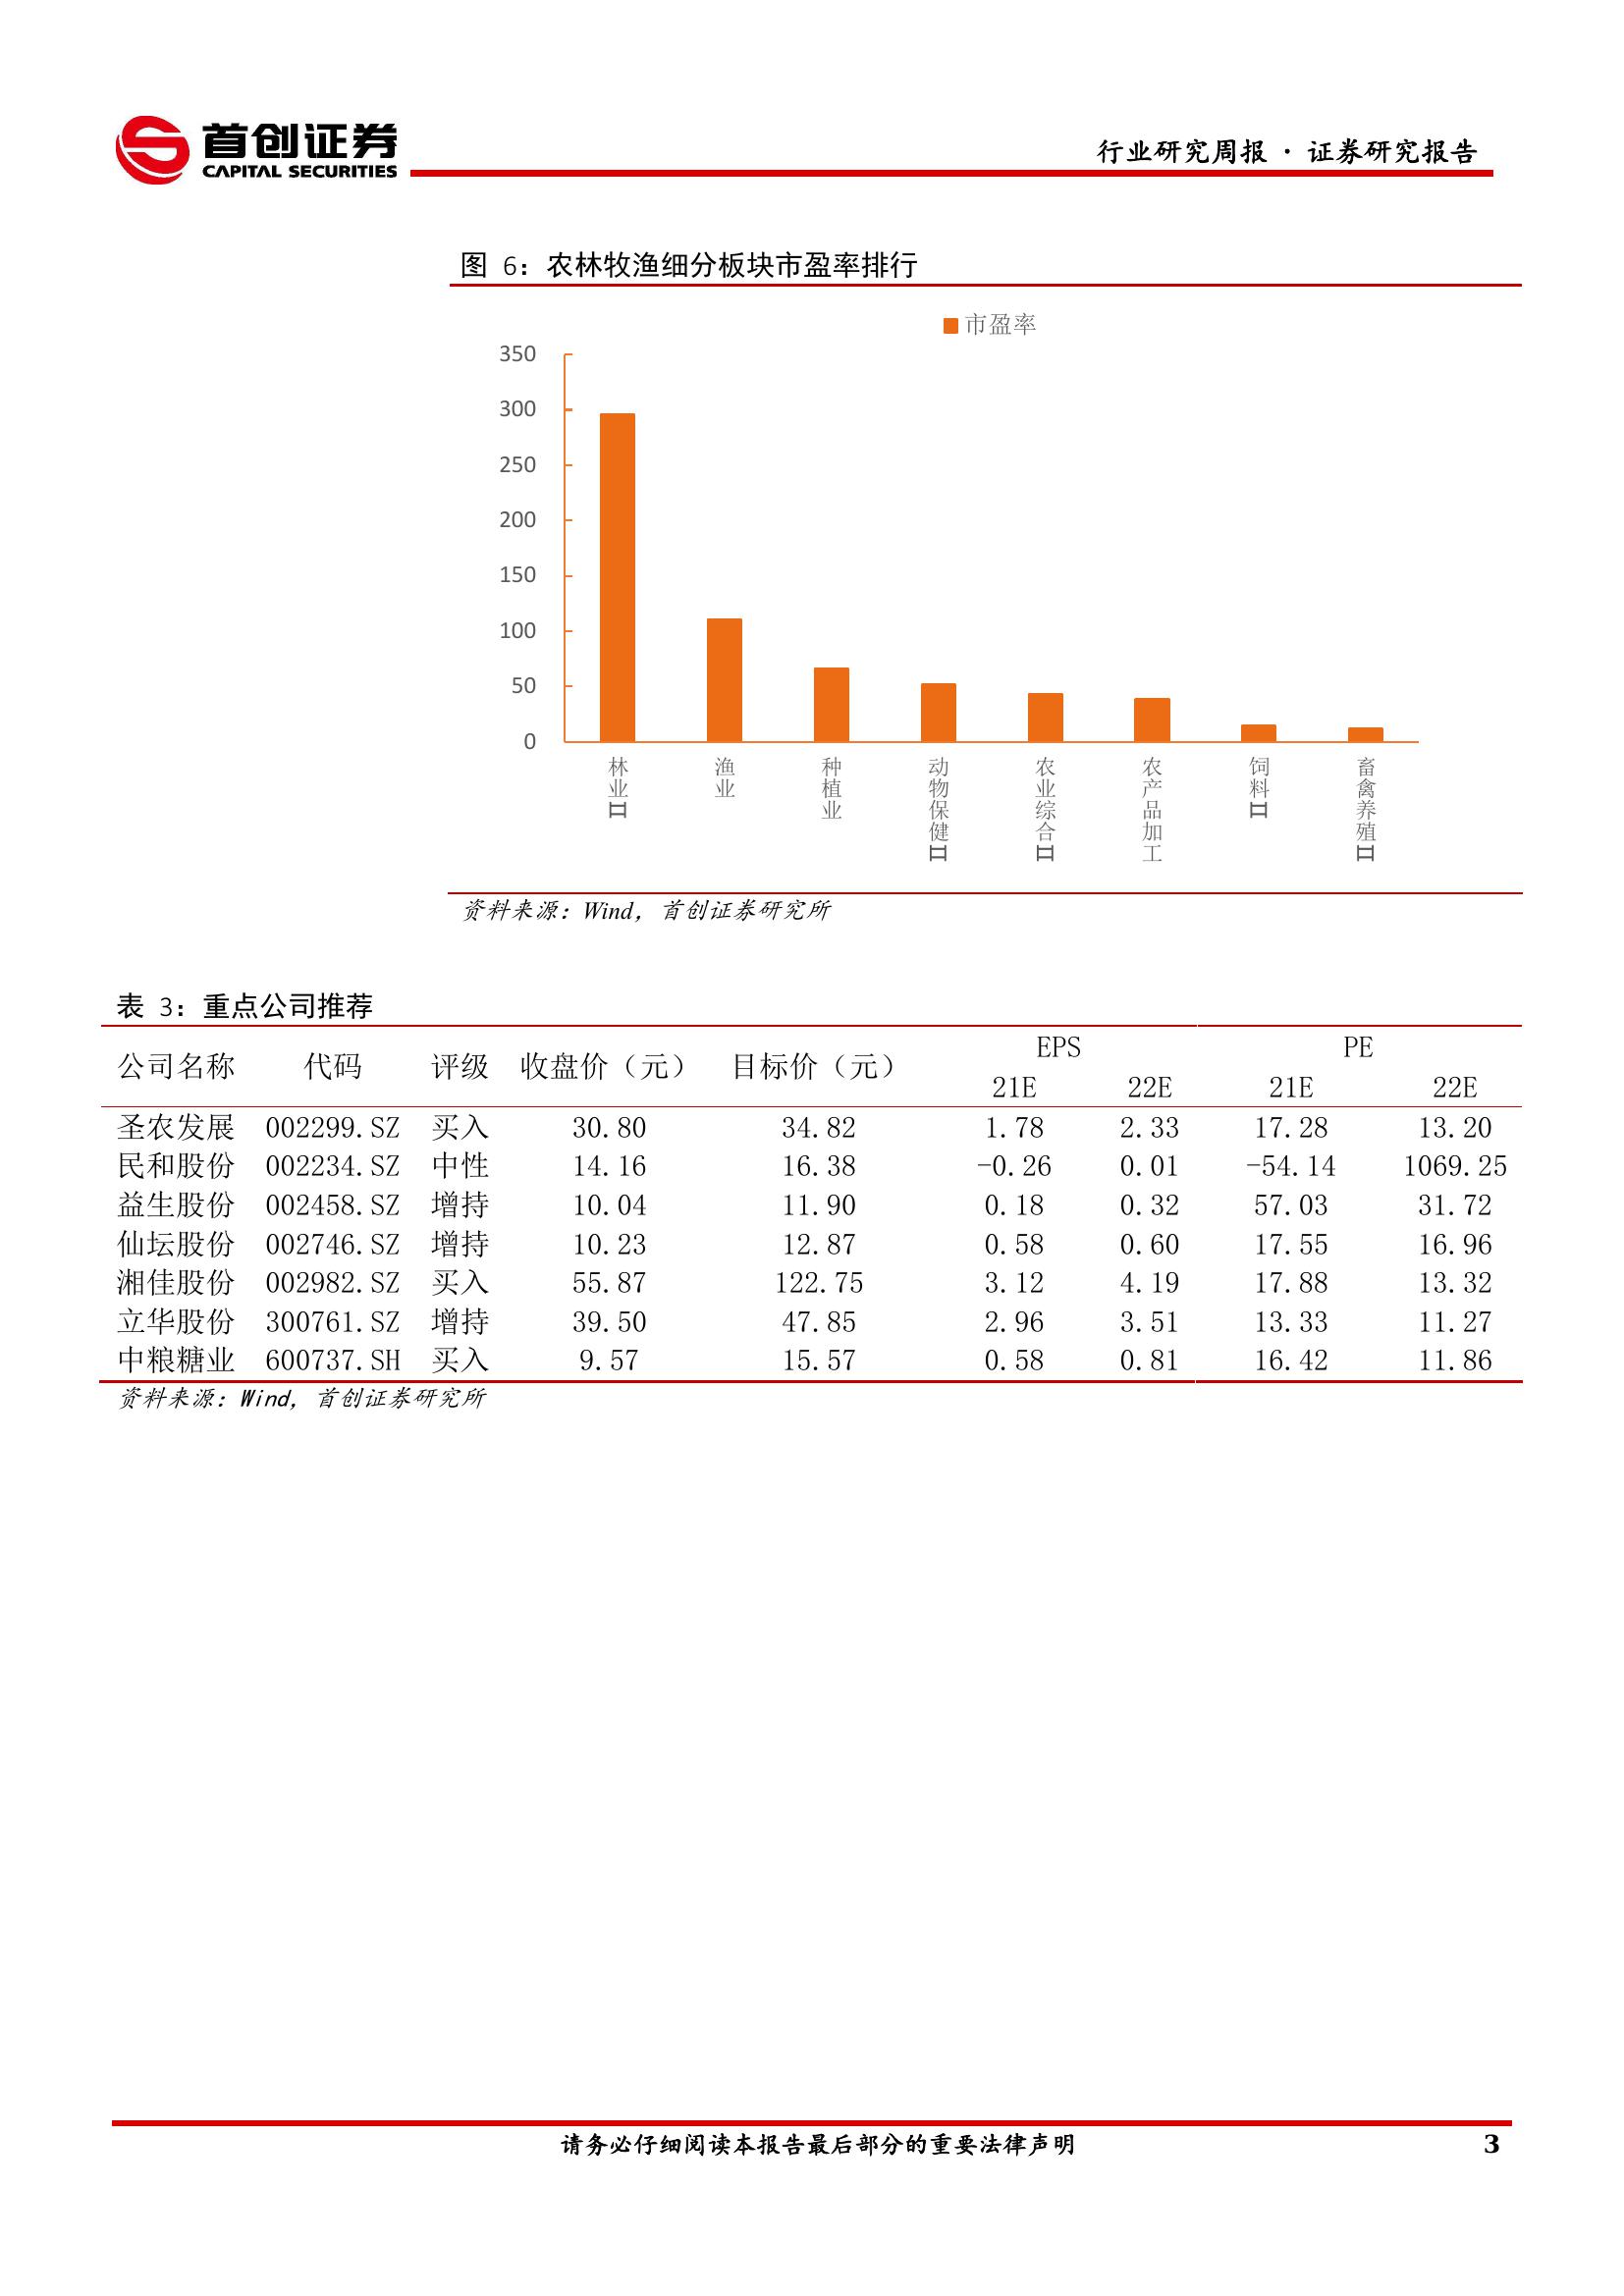 首创证券
CAPITAL SECURITIES
行业研究周报 · 证券研究报告
图 6：农林牧渔细分板块市盈率排行
市盈率
350
300
250
200
150
100
50
0
林业Ⅱ
渔业
种植业
动物保健Ⅱ
农业综合Ⅱ
农产品加工
饲料Ⅱ
畜禽养殖Ⅱ
资料来源：Wind，首创证券研究所
表 3：重点公司推荐
公司名称 代码 评级 收盘价（元） 目标价（元） EPS PE
21E 22E 21E 22E
圣农发展 002299.SZ 买入 30.80 34.82 1.78 2.33 17.28 13.20
民和股份 002234.SZ 中性 14.16 16.38 -0.26 0.01 -54.14 1069.25
益生股份 002458.SZ 增持 10.04 11.90 0.18 0.32 57.03 31.72
仙坛股份 002746.SZ 增持 10.23 12.87 0.58 0.60 17.55 16.96
湘佳股份 002982.SZ 买入 55.87 122.75 3.12 4.19 17.88 13.32
立华股份 300761.SZ 增持 39.50 47.85 2.96 3.51 13.33 11.27
中粮糖业 600737.SH 买入 9.57 15.57 0.58 0.81 16.42 11.86
资料来源：Wind，首创证券研究所
请务必仔细阅读本报告最后部分的重要法律声明
3